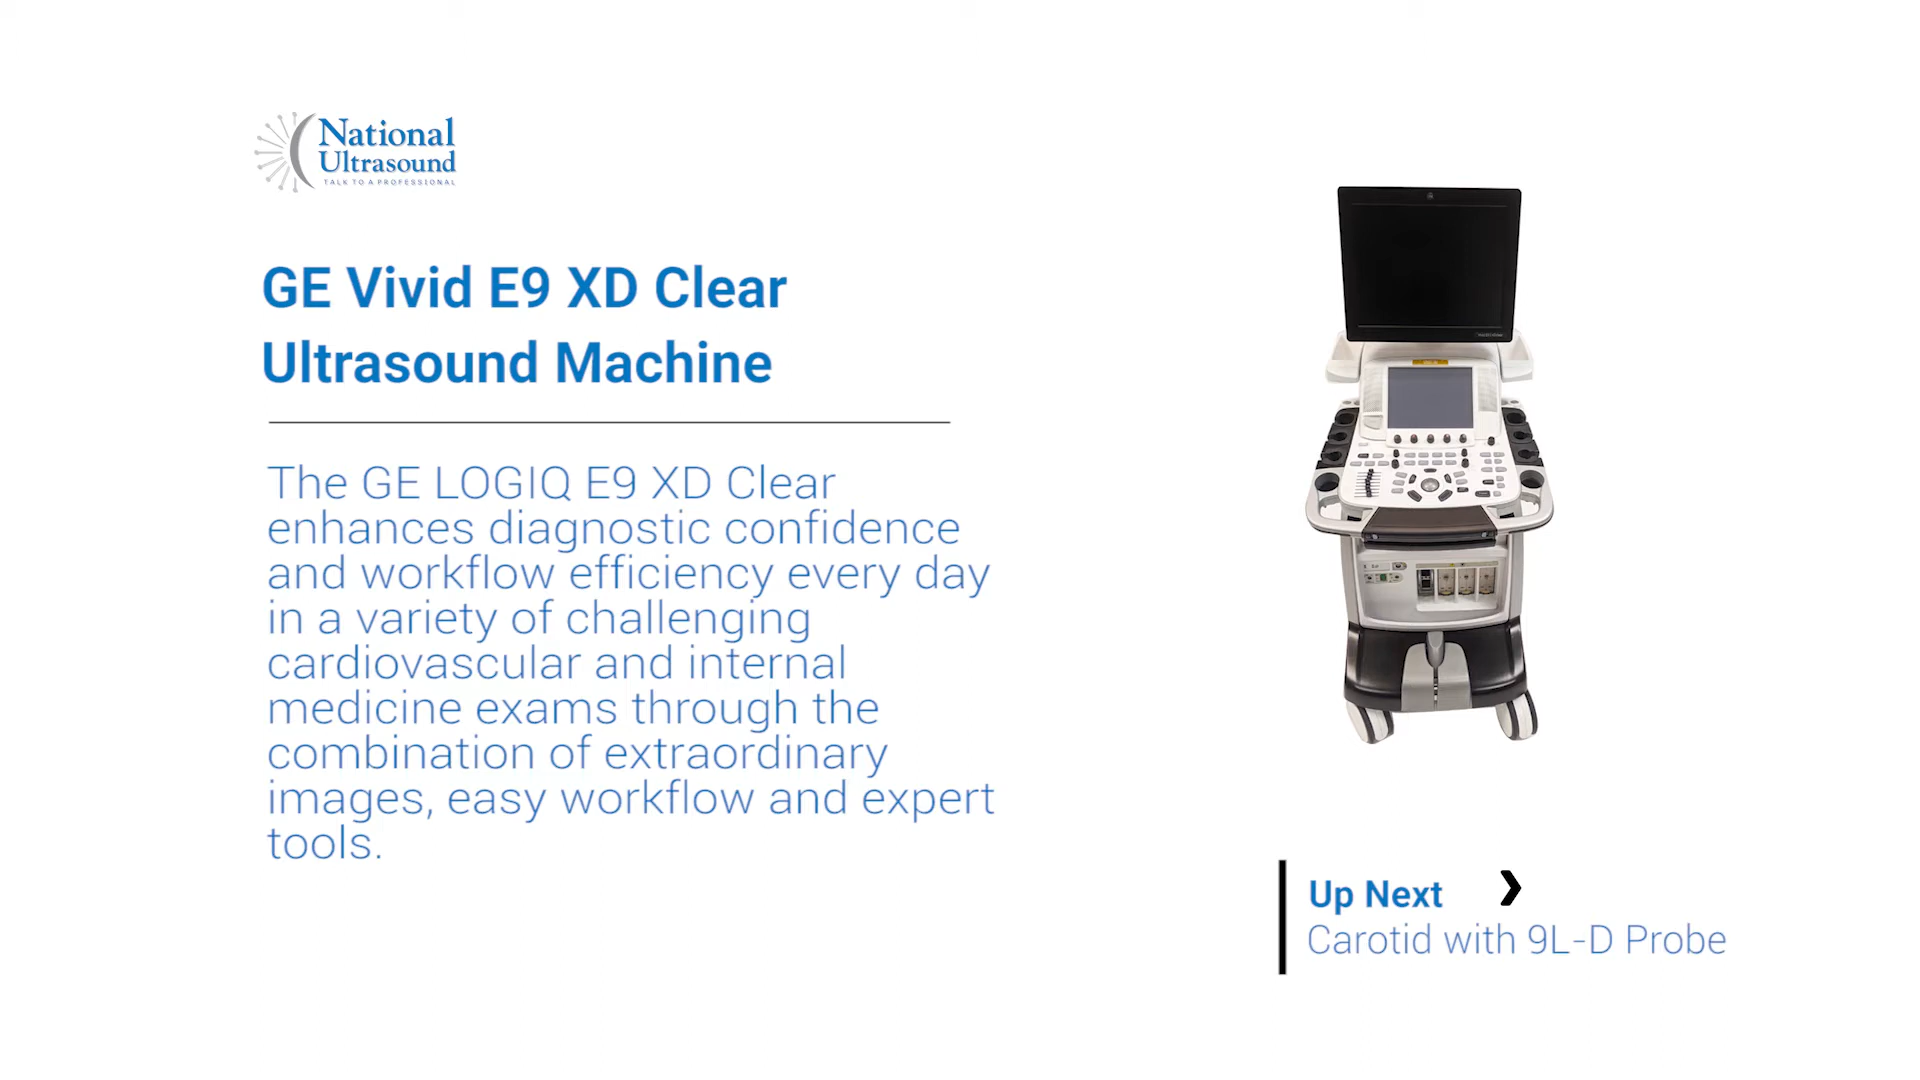 National
Ultrasound
TALK TO A PROFESSIONAL
GE Vivid E9 XD Clear
Ultrasound Machine
The GE LOGIQ E9 XD Clear
enhances diagnostic confidence
and workflow efficiency every day
in a variety of challenging
cardiovascular and internal
medicine exams through the
combination of extraordinary
images, easy workflow and expert
tools.
Up Next
Carotid with 9L-D Probe